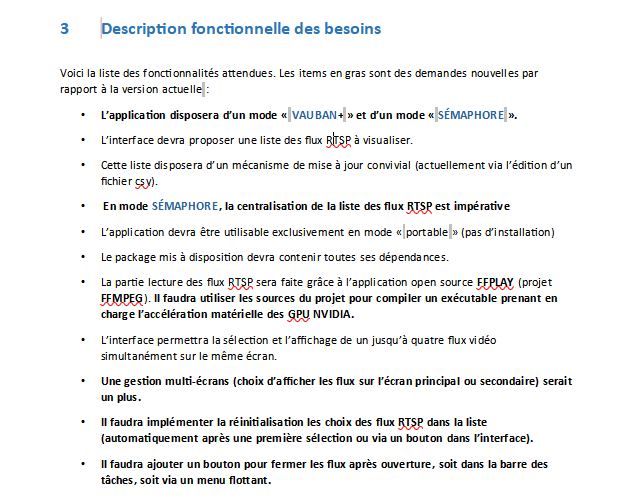 3 Description fonctionnelle des besoins
Voici la liste des fonctionnalités attendues. Les items en gras sont des demandes nouvelles par
rapport à la version actuelle :
• L’application disposera d’un mode « VAUBAN+ » et d’un mode « SÉMAPHORE ».
• L’interface devra proposer une liste des flux RTSP à visualiser.
• Cette liste disposera d’un mécanisme de mise à jour convivial (actuellement via l’édition d’un
fichier csv).
• En mode SÉMAPHORE, la centralisation de la liste des flux RTSP est impérative
• L’application devra être utilisable exclusivement en mode « portable » (pas d’installation)
• Le package mis à disposition devra contenir toutes ses dépendances.
• La partie lecture des flux RTSP sera faite grâce à l’application open source FFPLAY (projet
FFMPEG). Il faudra utiliser les sources du projet pour compiler un exécutable prenant en
charge l’accélération matérielle des GPU NVIDIA.
• L’interface permettra la sélection et l’affichage de un jusqu’à quatre flux vidéo
simultanément sur le même écran.
• Une gestion multi-écrans (choix d’afficher les flux sur l’écran principal ou secondaire) serait
un plus.
• Il faudra implémenter la réinitialisation les choix des flux RTSP dans la liste
(automatiquement après une première sélection ou via un bouton dans l’interface).
• Il faudra ajouter un bouton pour fermer les flux après ouverture, soit dans la barre des
tâches, soit via un menu flottant.